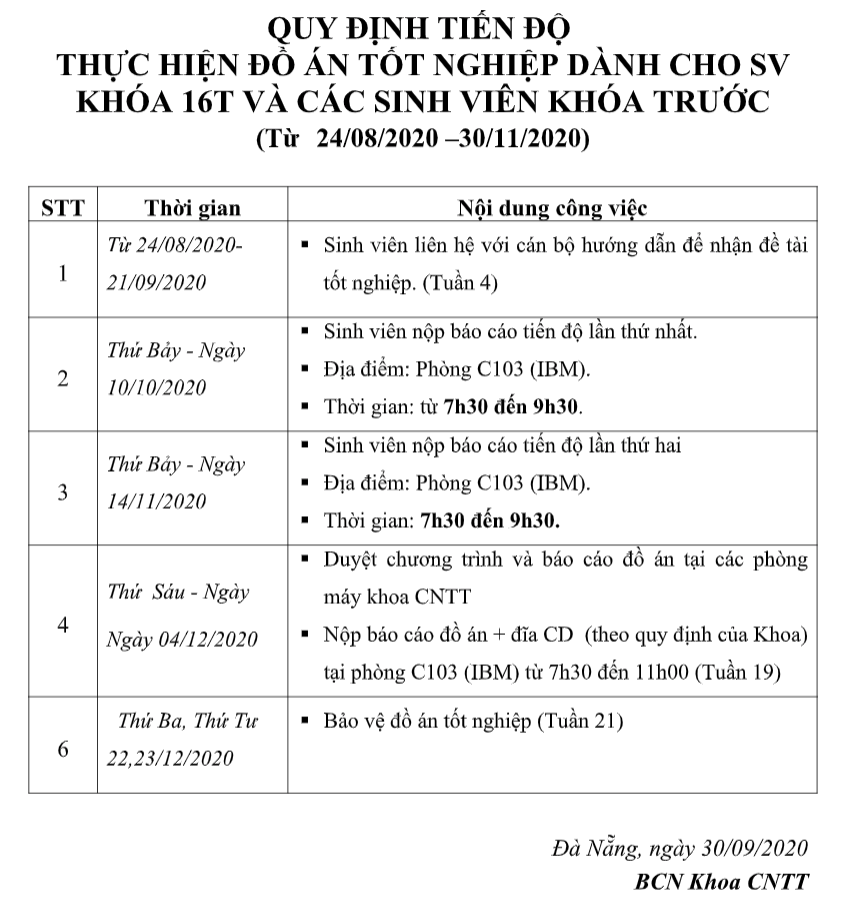 QUY ĐỊNH TIẾN ĐỘ
THỰC HIỆN ĐỒ ÁN TỐT NGHIỆP DÀNH CHO SV
KHÓA 16T VÀ CÁC SINH VIÊN KHÓA TRƯỚC
(Từ 24/08/2020 –30/11/2020)
STT Thời gian Nội dung công việc
1
Từ 24/08/2020-
21/09/2020
▪ Sinh viên liên hệ với cán bộ hướng dẫn để nhận đề tài
tốt nghiệp. (Tuần 4)
2
Thứ Bảy - Ngày
10/10/2020
▪ Sinh viên nộp báo cáo tiến độ lần thứ nhất.
▪ Địa điểm: Phòng C103 (IBM).
▪ Thời gian: từ 7h30 đến 9h30.
3
Thứ Bảy - Ngày
14/11/2020
▪ Sinh viên nộp báo cáo tiến độ lần thứ hai
▪ Địa điểm: Phòng C103 (IBM).
▪ Thời gian: 7h30 đến 9h30.
4
Thứ Sáu - Ngày
Ngày 04/12/2020
▪ Duyệt chương trình và báo cáo đồ án tại các phòng
máy khoa CNTT
▪ Nộp báo cáo đồ án + đĩa CD (theo quy định của Khoa)
tại phòng C103 (IBM) từ 7h30 đến 11h00 (Tuần 19)
6
Thứ Ba, Thứ Tư
22,23/12/2020
▪ Bảo vệ đồ án tốt nghiệp (Tuần 21)
Đà Nẵng, ngày 30/09/2020
BCN Khoa CNTT